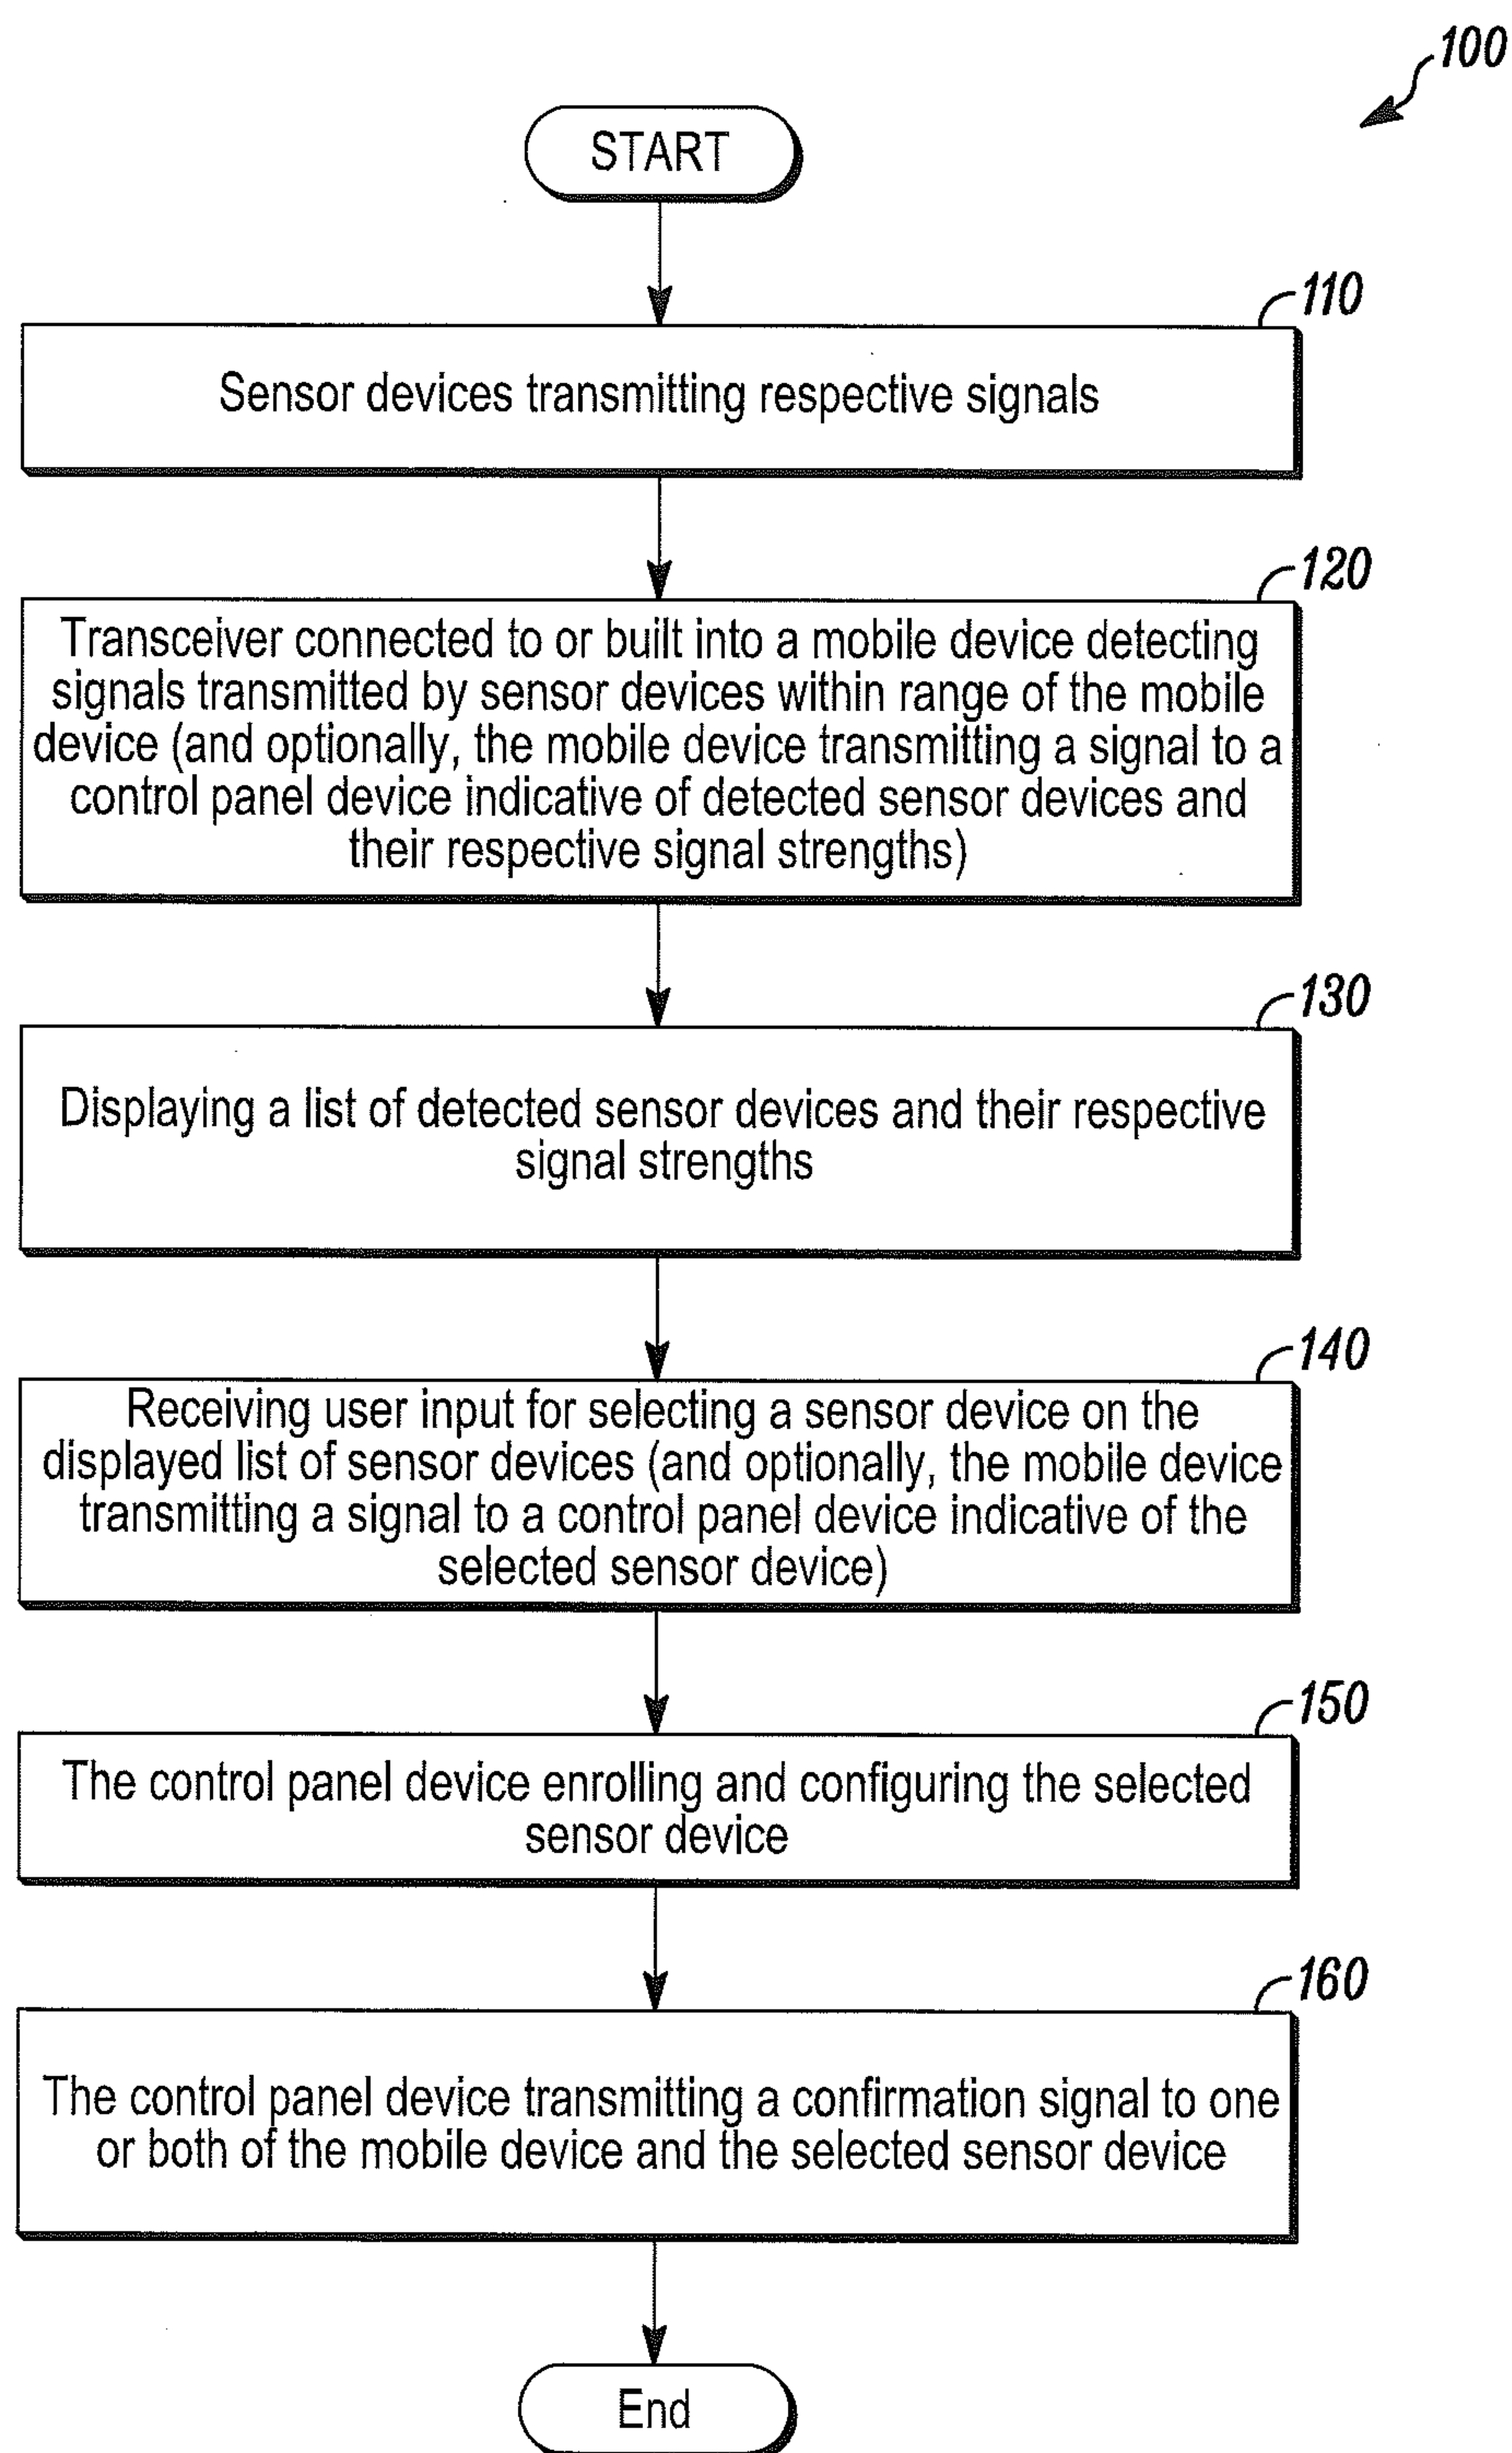 100
START
110
Sensor devices transmitting respective signals
120
Transceiver connected to or built into a mobile device detecting
signals transmitted by sensor devices within range of the mobile
device (and optionally, the mobile device transmitting a signal to a
control panel device indicative of detected sensor devices and
their respective signal strengths)
130
Displaying a list of detected sensor devices and their respective
signal strengths
140
Receiving user input for selecting a sensor device on the
displayed list of sensor devices (and optionally, the mobile device
transmitting a signal to a control panel device indicative of the
selected sensor device)
150
The control panel device enrolling and configuring the selected
sensor device
160
The control panel device transmitting a confirmation signal to one
or both of the mobile device and the selected sensor device
End